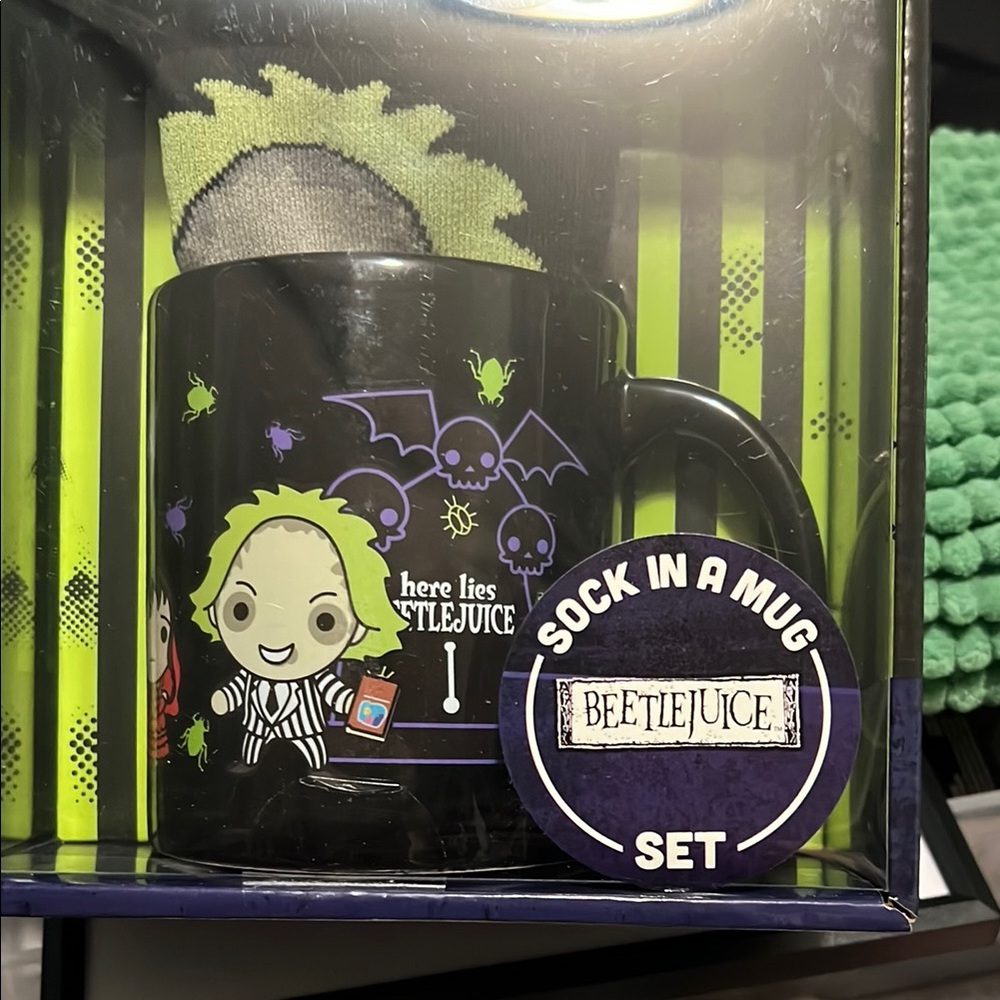 here lies
BEETLEJUICE
SOCK IN A MUG
BEETLEJUICE
SET